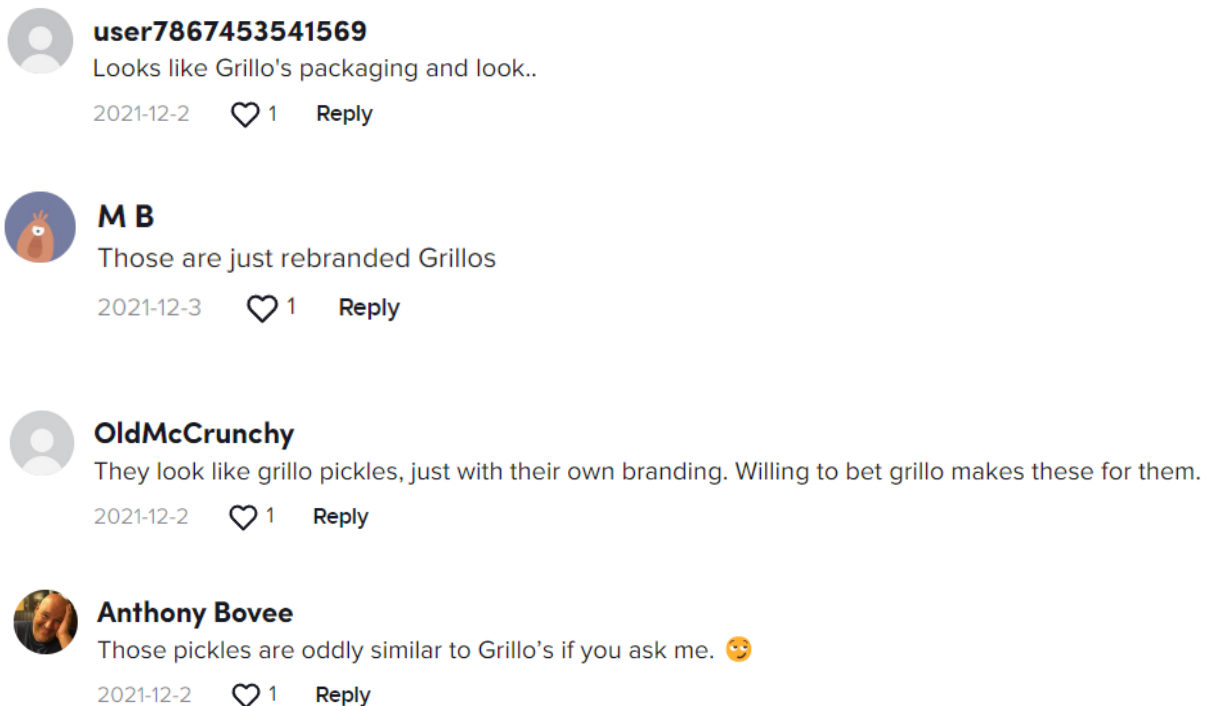 user7867453541569
Looks like Grillo's packaging and look..
2021-12-2 1 Reply
M B
Those are just rebranded Grillos
2021-12-3 1 Reply
OldMcCrunchy
They look like grillo pickles, just with their own branding. Willing to bet grillo makes these for them.
2021-12-2 1 Reply
Anthony Bovee
Those pickles are oddly similar to Grillo’s if you ask me. 😏
2021-12-2 1 Reply